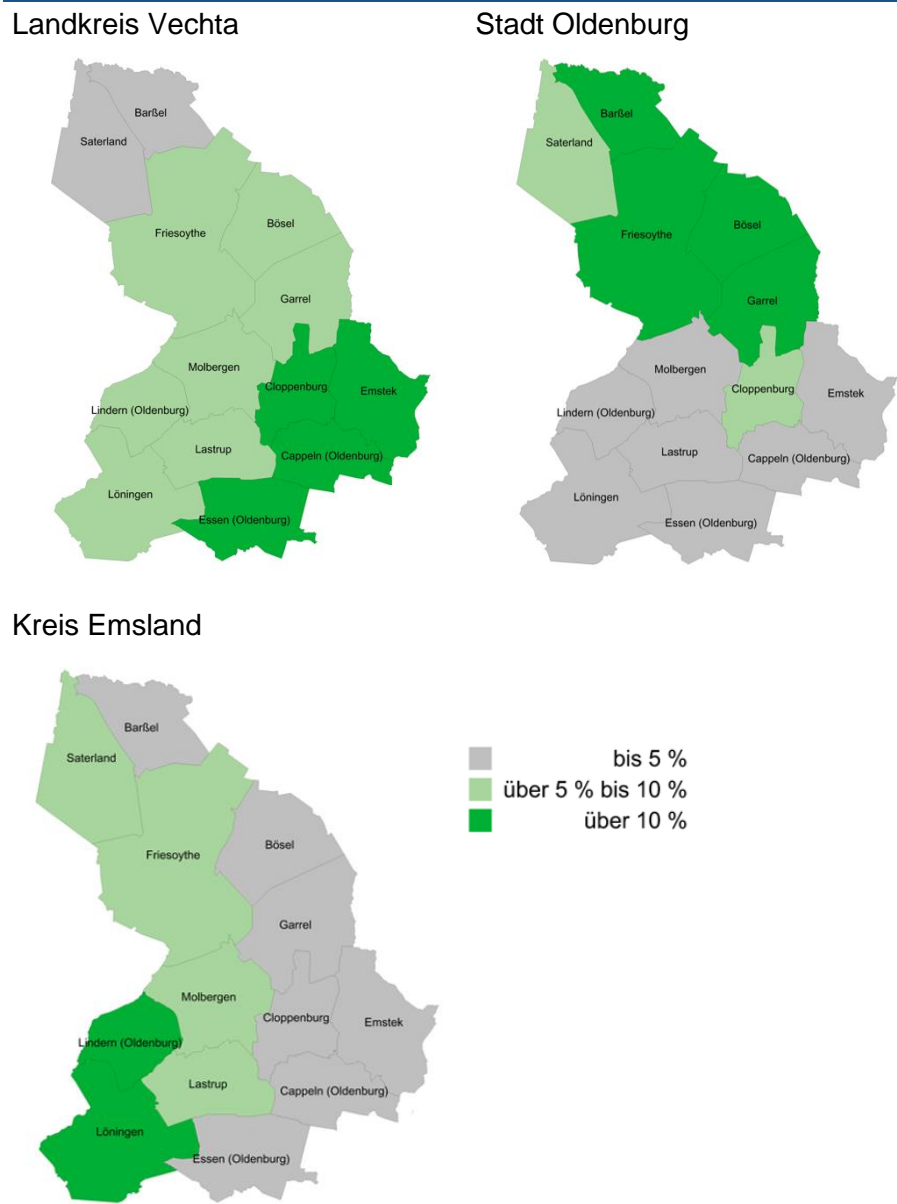 Landkreis Vechta
Barßel
Saterland
Friesoythe
Bösel
Garrel
Molbergen
Cloppenburg
Emstek
Lindern (Oldenburg)
Lastrup
Cappeln (Oldenburg)
Löningen
Essen (Oldenburg)
Stadt Oldenburg
Barßel
Saterland
Friesoythe
Bösel
Garrel
Molbergen
Cloppenburg
Emstek
Lindern (Oldenburg)
Lastrup
Cappeln (Oldenburg)
Löningen
Essen (Oldenburg)
Kreis Emsland
Barßel
Saterland
Friesoythe
Bösel
Garrel
Molbergen
Cloppenburg
Emstek
Lindern (Oldenburg)
Lastrup
Cappeln (Oldenburg)
Löningen
Essen (Oldenburg)
bis 5 %
über 5 % bis 10 %
über 10 %